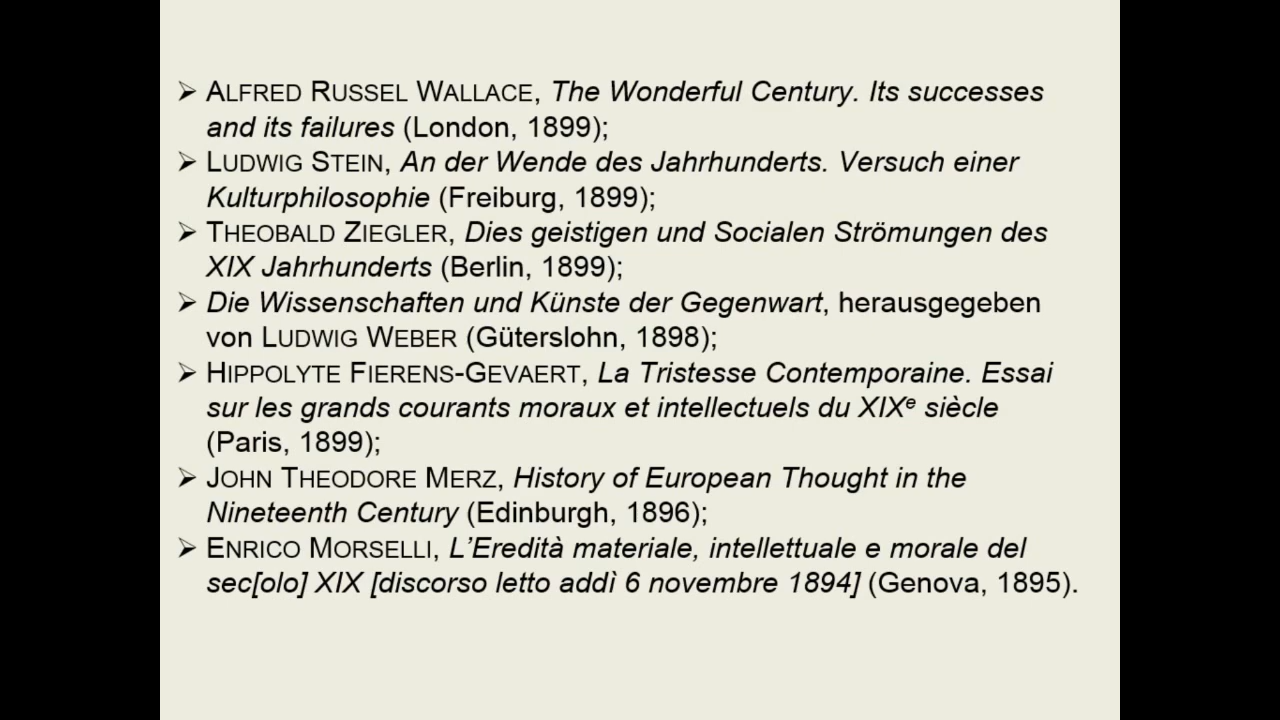 ➢ ALFRED RUSSEL WALLACE, The Wonderful Century. Its successes
and its failures (London, 1899);
➢ LUDWIG STEIN, An der Wende des Jahrhunderts. Versuch einer
Kulturphilosophie (Freiburg, 1899);
➢ THEOBALD ZIEGLER, Dies geistigen und Socialen Strömungen des
XIX Jahrhunderts (Berlin, 1899);
➢ Die Wissenschaften und Künste der Gegenwart, herausgegeben
von LUDWIG WEBER (Güterslohn, 1898);
➢ HIPPOLYTE FIERENS-GEVAERT, La Tristesse Contemporaine. Essai
sur les grands courants moraux et intellectuels du XIXᵉ siècle
(Paris, 1899);
➢ JOHN THEODORE MERZ, History of European Thought in the
Nineteenth Century (Edinburgh, 1896);
➢ ENRICO MORSELLI, L’Eredità materiale, intellettuale e morale del
sec[olo] XIX [discorso letto addì 6 novembre 1894] (Genova, 1895).